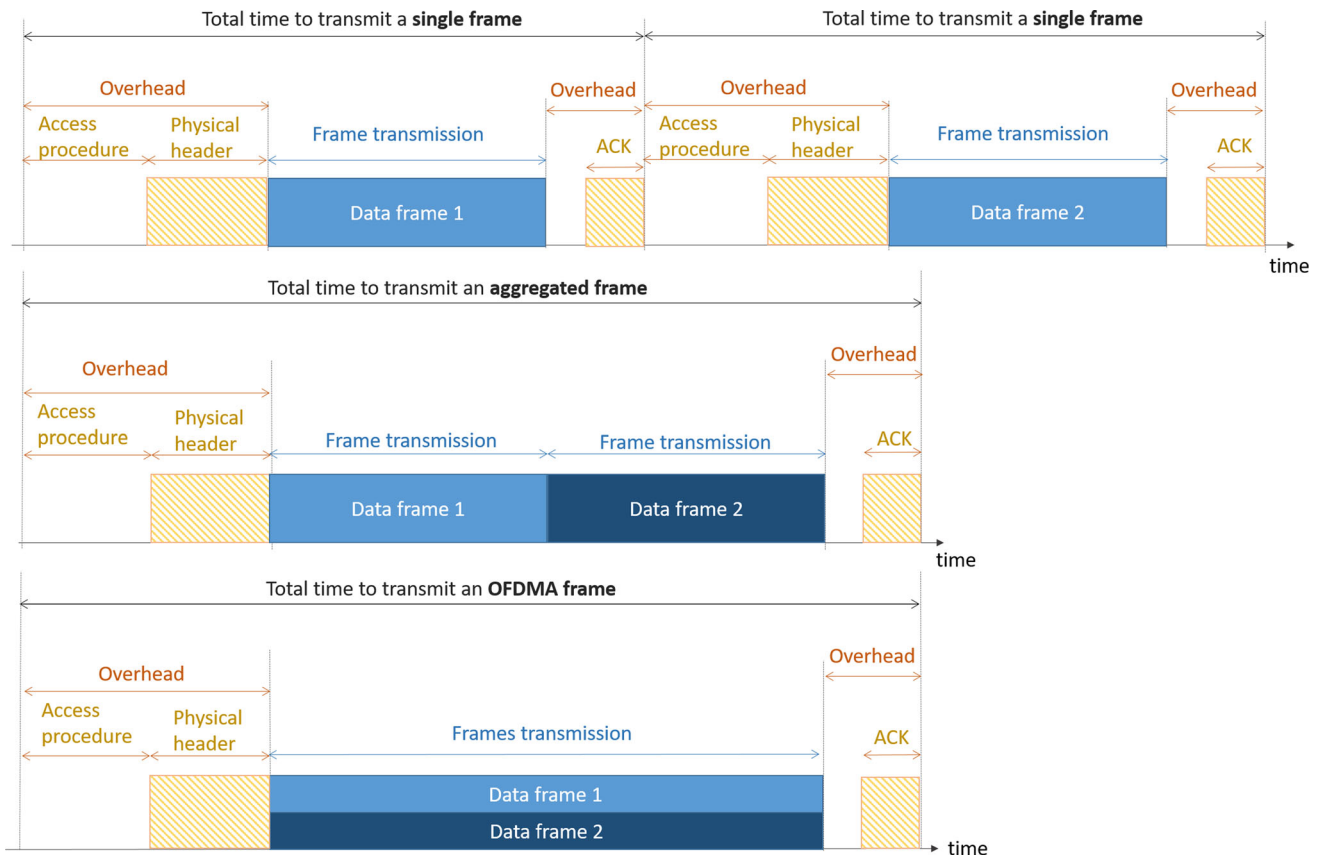 Total time to transmit a single frame
Total time to transmit a single frame
Overhead
Overhead
Overhead
Overhead
Access procedure
Physical header
Frame transmission
ACK
Access procedure
Physical header
Frame transmission
ACK
Data frame 1
Data frame 2
time
Total time to transmit an aggregated frame
Overhead
Overhead
Access procedure
Physical header
Frame transmission
Frame transmission
ACK
Data frame 1
Data frame 2
time
Total time to transmit an OFDMA frame
Overhead
Overhead
Access procedure
Physical header
Frames transmission
ACK
Data frame 1
Data frame 2
time